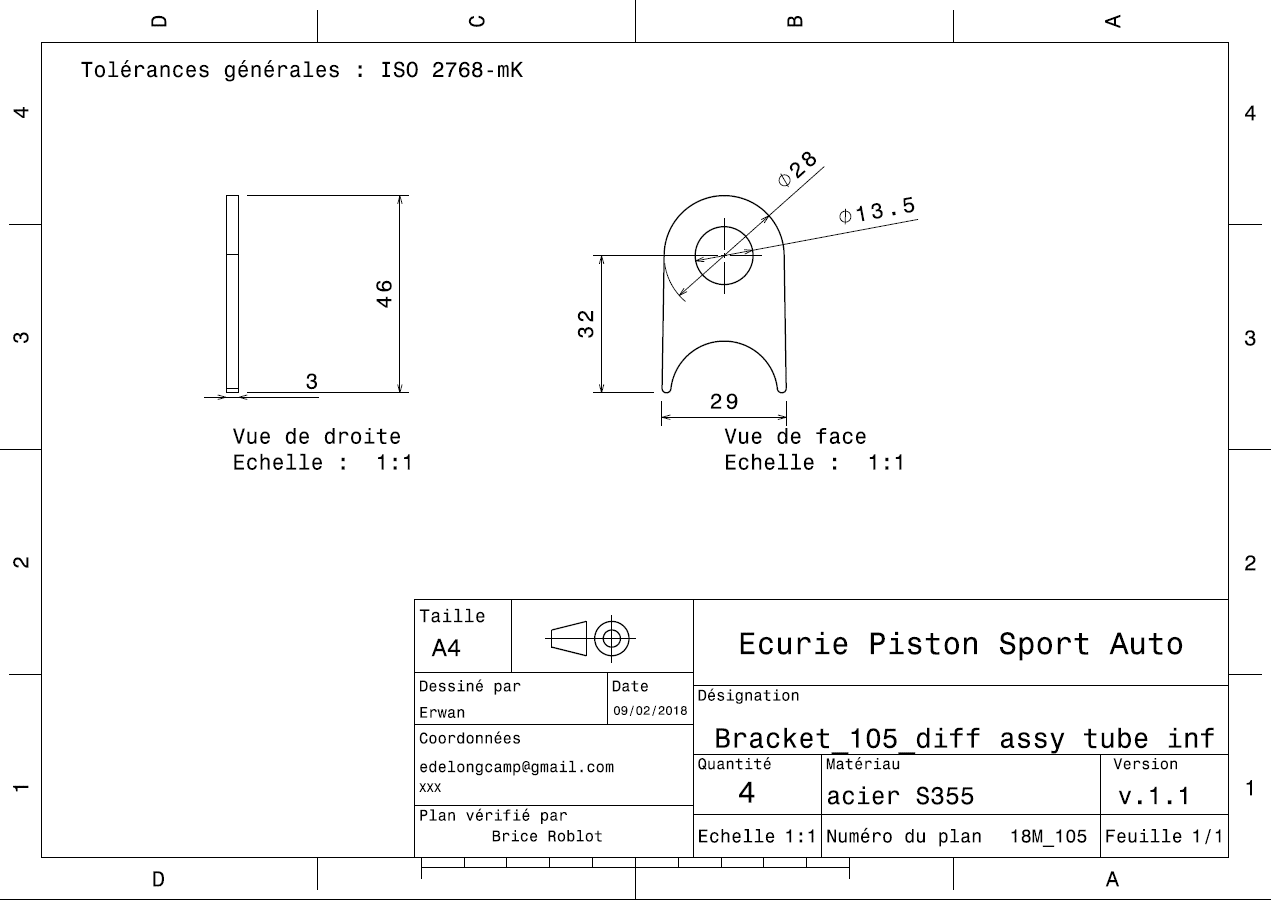 D C B A
Tolérances générales : ISO 2768-mK
4 4
⌀28
⌀13.5
46
32
3 3
3
29
Vue de droite
Echelle : 1:1
Vue de face
Echelle : 1:1
2 2
Taille
A4
Ecurie Piston Sport Auto
Dessiné par
Erwan
Date
09/02/2018
Désignation
Bracket_105_diff assy tube inf
Coordonnées
edelongcamp@gmail.com
xxx
Quantité
4
Matériau
acier S355
Version
v.1.1
1 1
Plan vérifié par
Brice Roblot
Echelle 1:1
Numéro du plan 18M_105
Feuille 1/1
D A